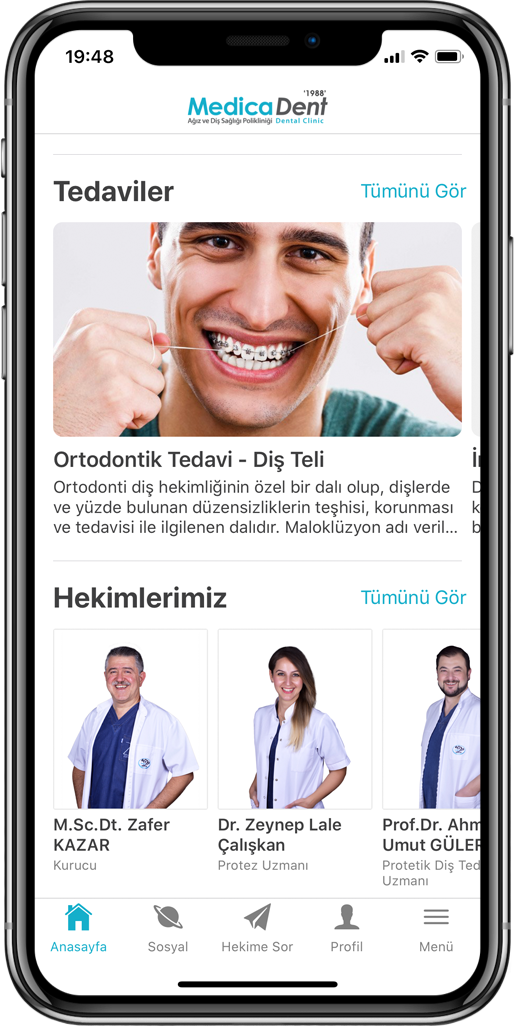 19:48
'1988'
MedicaDent
Ağız ve Diş Sağlığı Polikliniği Dental Clinic
Tedaviler
Tümünü Gör
Ortodontik Tedavi - Diş Teli
Ortodonti diş hekimliğinin özel bir dalı olup, dişlerde
ve yüzde bulunan düzensizliklerin teşhisi, korunması
ve tedavisi ile ilgilenen dalıdır. Maloklüzyon adı veril...
Hekimlerimiz
Tümünü Gör
M.Sc.Dt. Zafer
KAZAR
Kurucu
Dr. Zeynep Lale
Çalışkan
Protez Uzmanı
Prof.Dr. Ahm
Umut GÜLER
Protetik Diş Ted
Uzmanı
Anasayfa
Sosyal
Hekime Sor
Profil
Menü